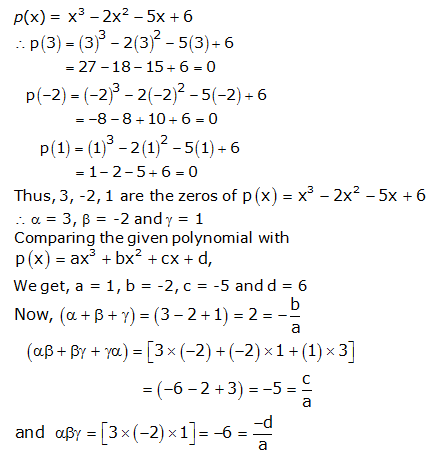 p(x) = x³ − 2x² − 5x + 6
∴ p(3) = (3)³ − 2(3)² − 5(3) + 6
= 27 − 18 − 15 + 6 = 0
p(−2) = (−2)³ − 2(−2)² − 5(−2) + 6
= −8 − 8 + 10 + 6 = 0
p(1) = (1)³ − 2(1)² − 5(1) + 6
= 1 − 2 − 5 + 6 = 0
Thus, 3, -2, 1 are the zeros of p(x) = x³ − 2x² − 5x + 6
∴ α = 3, β = -2 and γ = 1
Comparing the given polynomial with
p(x) = ax³ + bx² + cx + d,
We get, a = 1, b = -2, c = -5 and d = 6
Now, (α + β + γ) = (3 − 2 + 1) = 2 = −b/a
(αβ + βγ + γα) = [3 × (−2) + (−2) × 1 + (1) × 3]
= (−6 − 2 + 3) = −5 = c/a
and αβγ = [3 × (−2) × 1] = −6 = −d/a